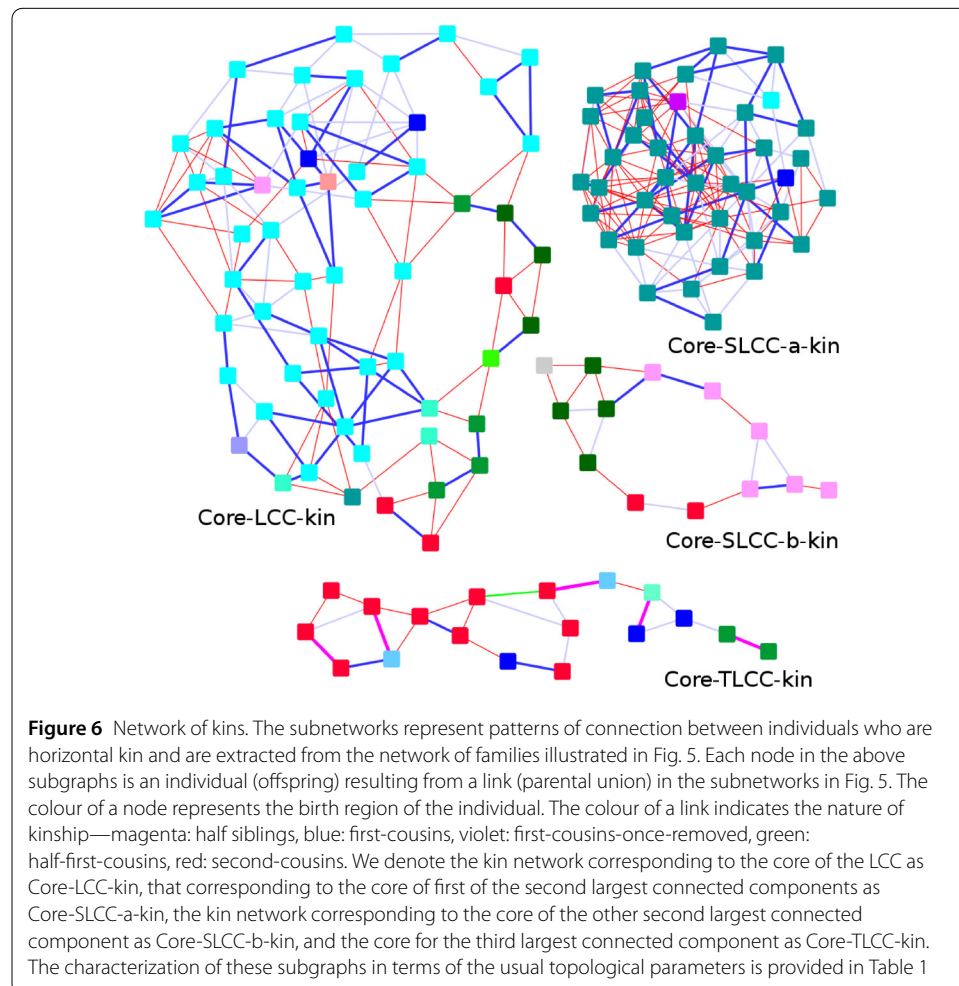 Core-SLCC-a-kin
Core-LCC-kin
Core-SLCC-b-kin
Core-TLCC-kin
Figure 6 Network of kins. The subnetworks represent patterns of connection between individuals who are
horizontal kin and are extracted from the network of families illustrated in Fig. 5. Each node in the above
subgraphs is an individual (offspring) resulting from a link (parental union) in the subnetworks in Fig. 5. The
colour of a node represents the birth region of the individual. The colour of a link indicates the nature of
kinship—magenta: half siblings, blue: first-cousins, violet: first-cousins-once-removed, green:
half-first-cousins, red: second-cousins. We denote the kin network corresponding to the core of the LCC as
Core-LCC-kin, that corresponding to the core of first of the second largest connected components as
Core-SLCC-a-kin, the kin network corresponding to the core of the other second largest connected
component as Core-SLCC-b-kin, and the core for the third largest connected component as Core-TLCC-kin.
The characterization of these subgraphs in terms of the usual topological parameters is provided in Table 1